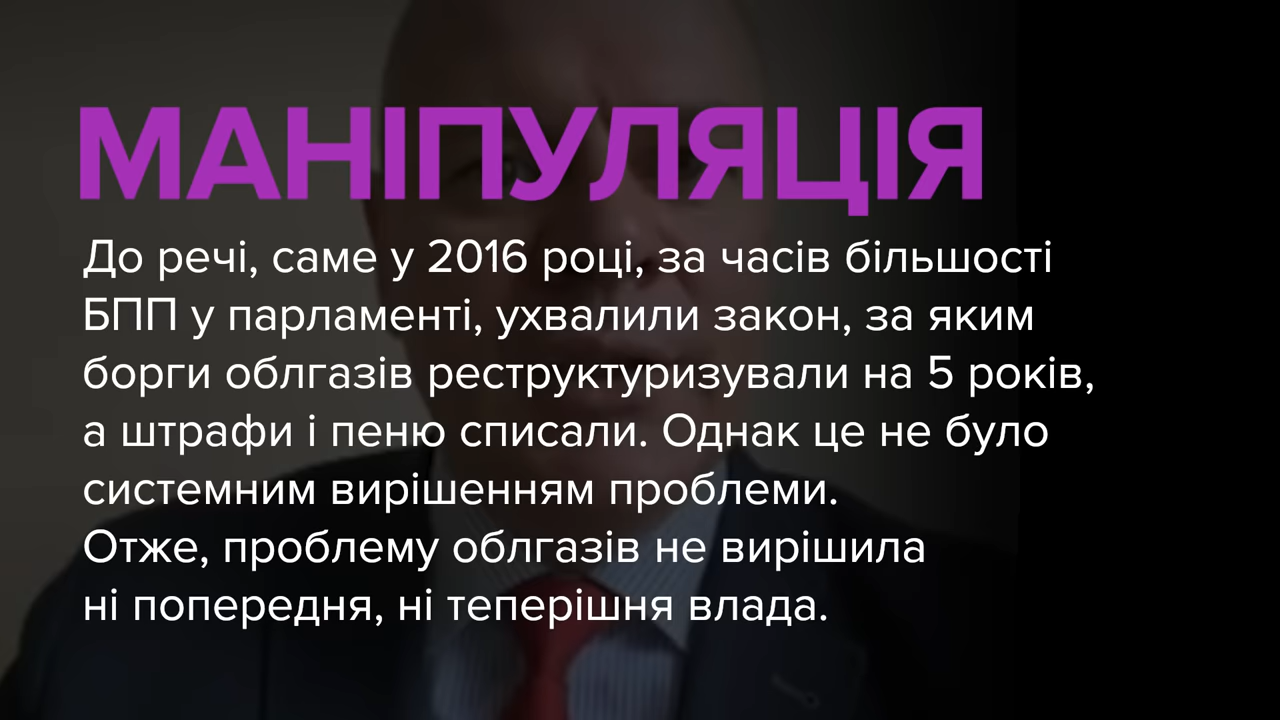 МАНІПУЛЯЦІЯ
До речі, саме у 2016 році, за часів більшості
БПП у парламенті, ухвалили закон, за яким
борги облгазів реструктуризували на 5 років,
а штрафи і пеню списали. Однак це не було
системним вирішенням проблеми.
Отже, проблему облгазів не вирішила
ні попередня, ні теперішня влада.